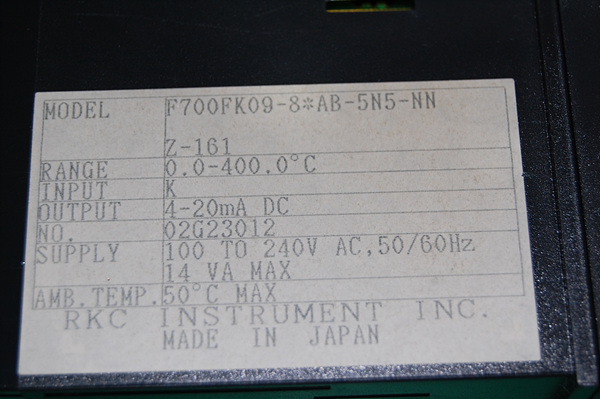 MODEL F700FK09-8*AB-5N5-NN
Z-161
RANGE 0.0-400.0°C
INPUT K
OUTPUT 4-20mA DC
NO. 02G23012
SUPPLY 100 TO 240V AC,50/60Hz
14 VA MAX
AMB.TEMP. 50°C MAX
RKC INSTRUMENT INC.
MADE IN JAPAN